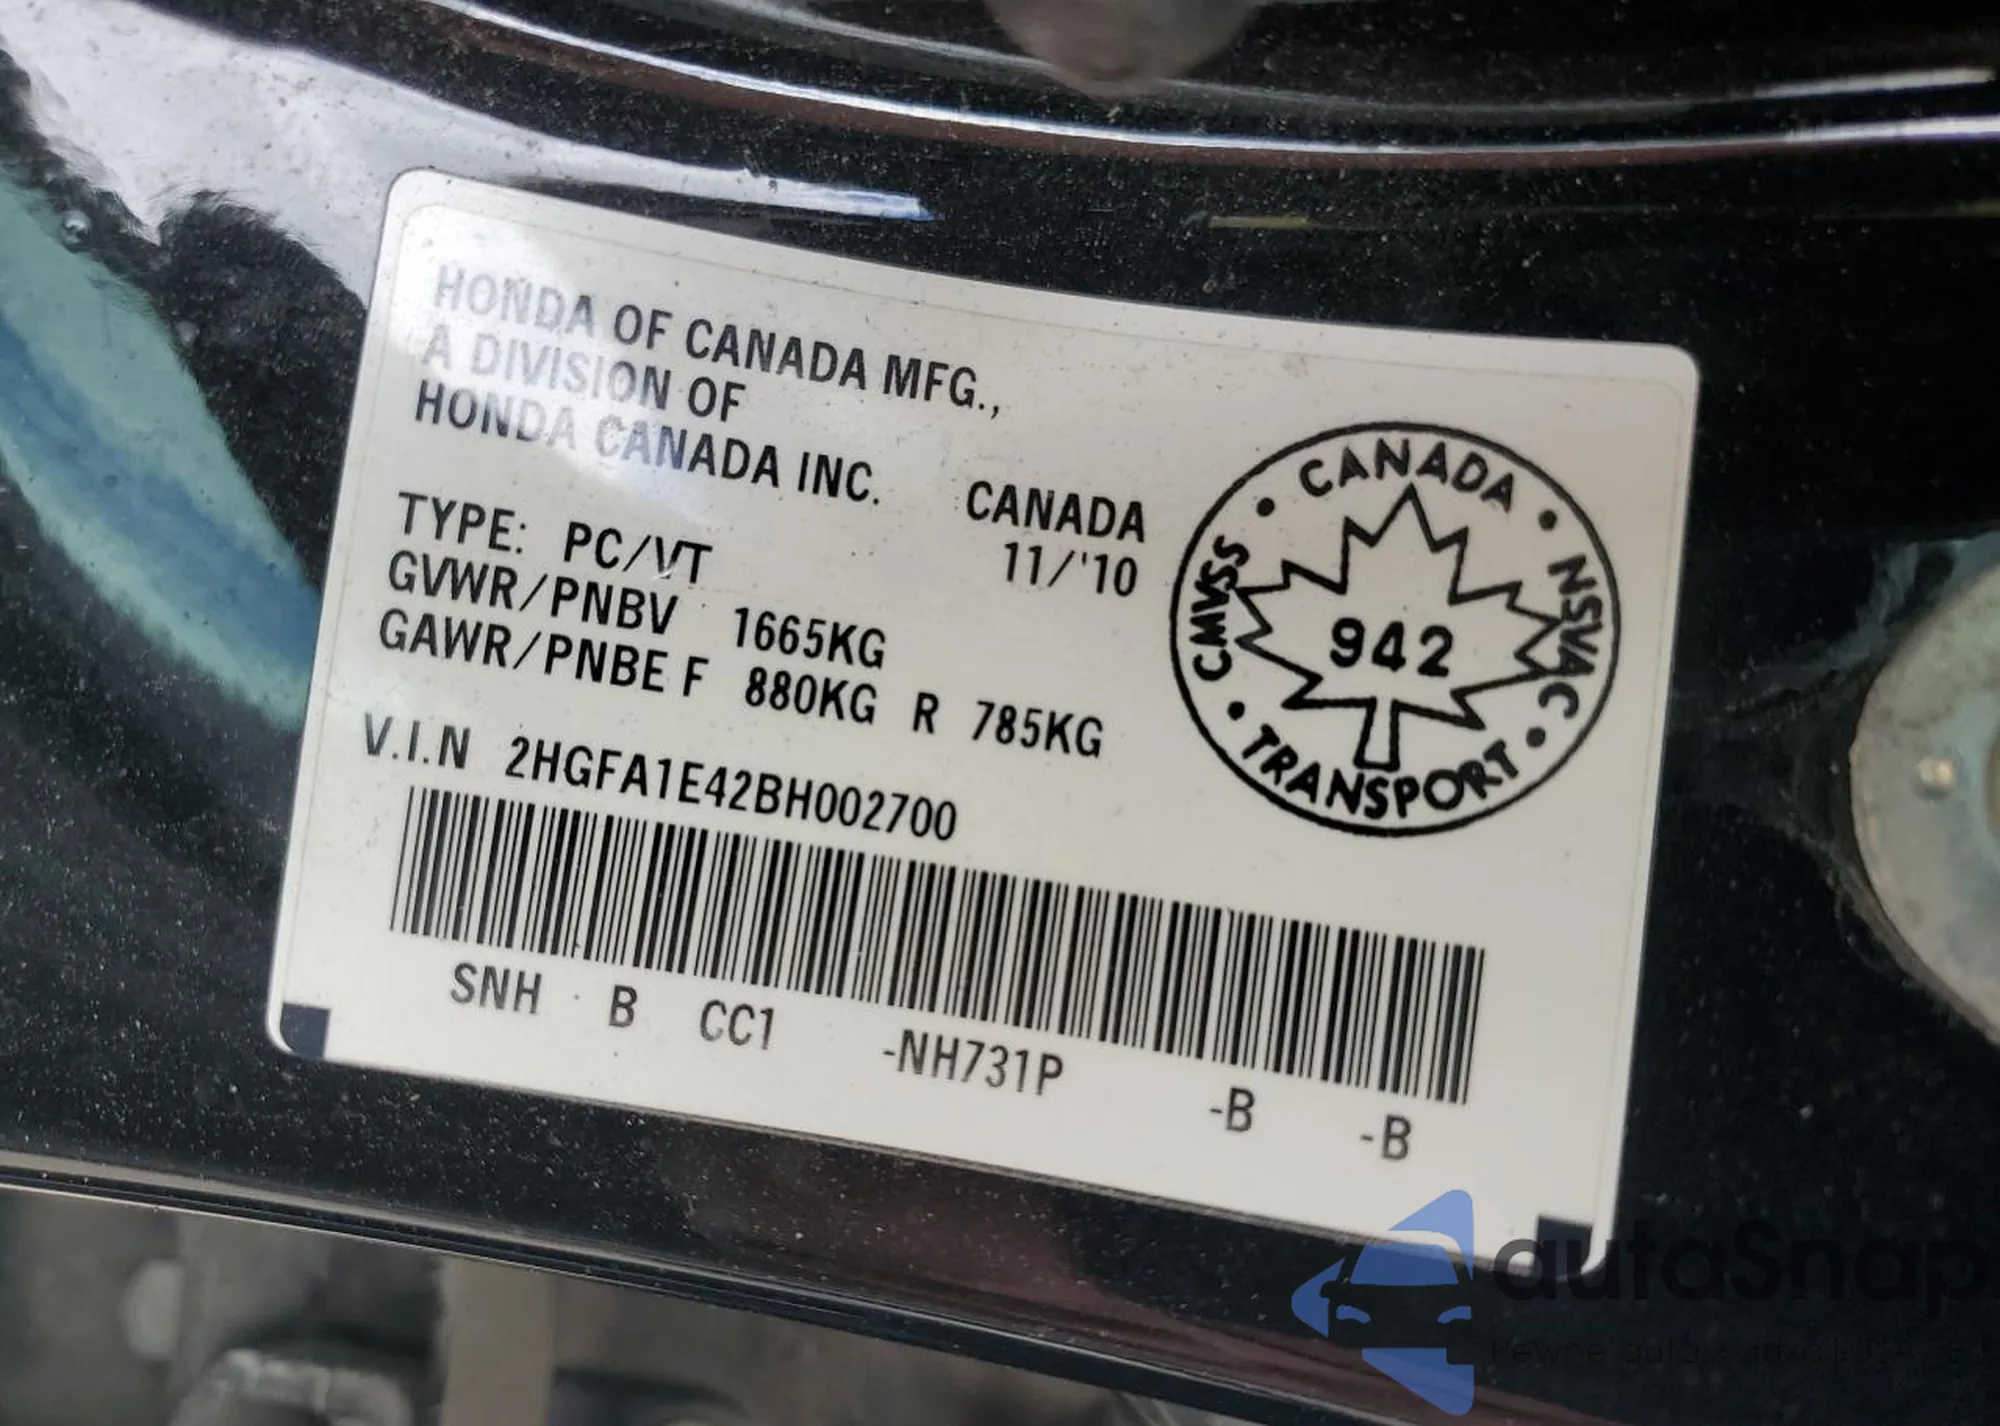 HONDA OF CANADA MFG.,
A DIVISION OF
HONDA CANADA INC.
CANADA
11/'10
TYPE: PC/VT
GVWR/PNBV 1665KG
GAWR/PNBE F 880KG R 785KG
V.I.N 2HGFA1E42BH002700
SNH B CC1 -NH731P -B -B
CANADA • NSVAC • TRANSPORT • CMVSS •
942
autaSnap